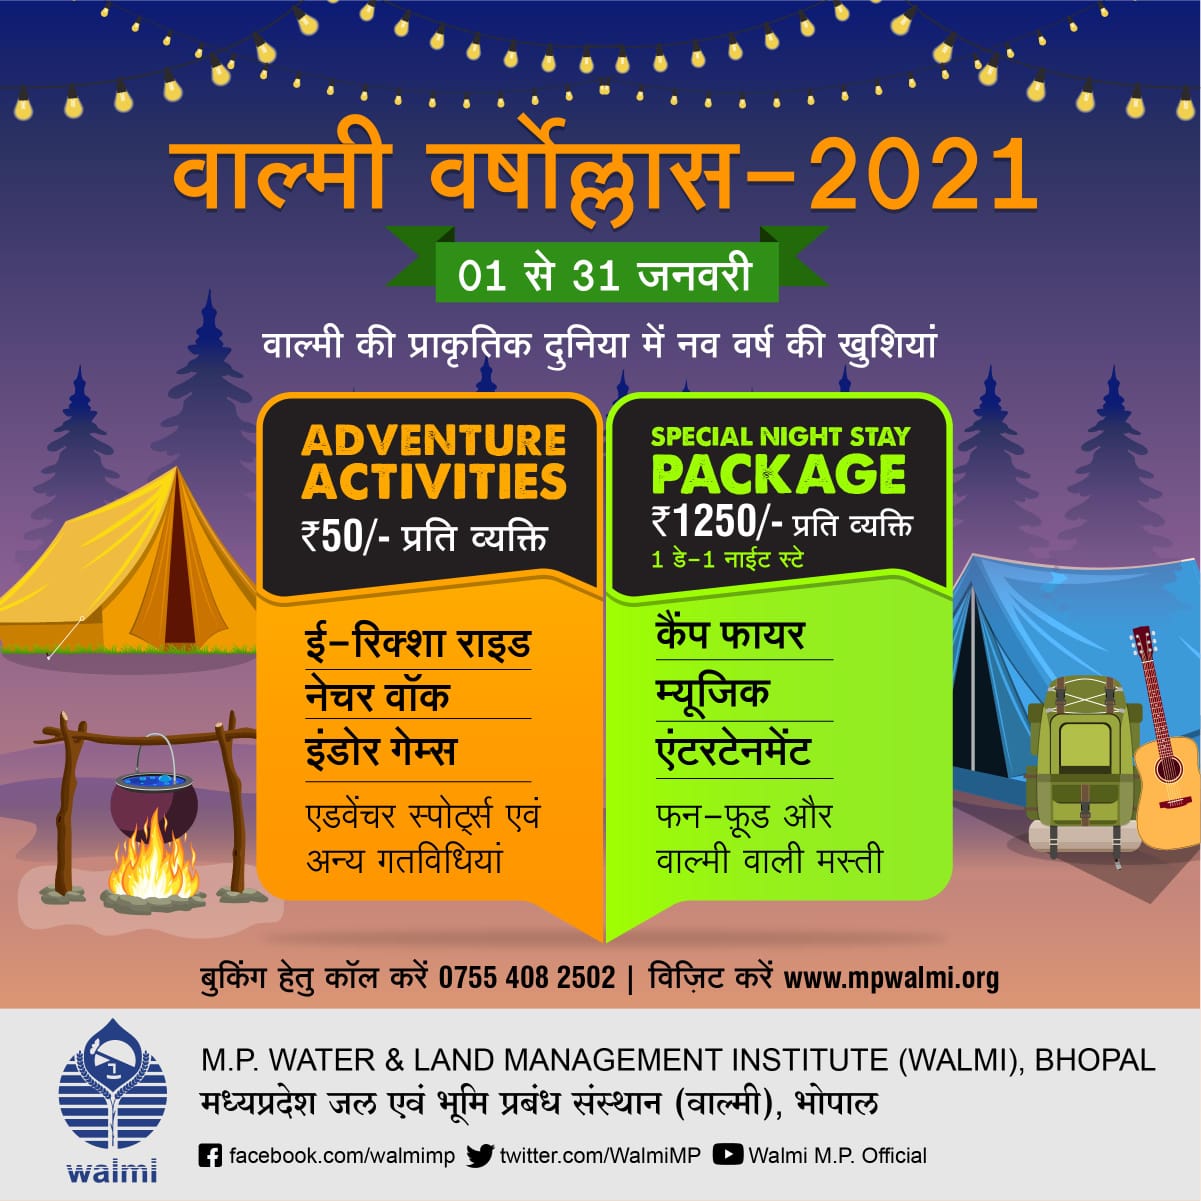 वाल्मी वर्षोल्लास-2021
01 से 31 जनवरी
वाल्मी की प्राकृतिक दुनिया में नव वर्ष की खुशियां
ADVENTURE
ACTIVITIES
₹50/- प्रति व्यक्ति
ई-रिक्शा राइड
नेचर वॉक
इंडोर गेम्स
एडवेंचर स्पोर्ट्स एवं
अन्य गतविधियां
SPECIAL NIGHT STAY
PACKAGE
₹1250/- प्रति व्यक्ति
1 डे-1 नाईट स्टे
कैंप फायर
म्यूजिक
एंटरटेनमेंट
फन-फ़ूड और
वाल्मी वाली मस्ती
बुकिंग हेतु कॉल करें 0755 408 2502 | विज़िट करें www.mpwalmi.org
M.P. WATER & LAND MANAGEMENT INSTITUTE (WALMI), BHOPAL
मध्यप्रदेश जल एवं भूमि प्रबंध संस्थान (वाल्मी), भोपाल
walmi
facebook.com/walmimp twitter.com/WalmiMP Walmi M.P. Official